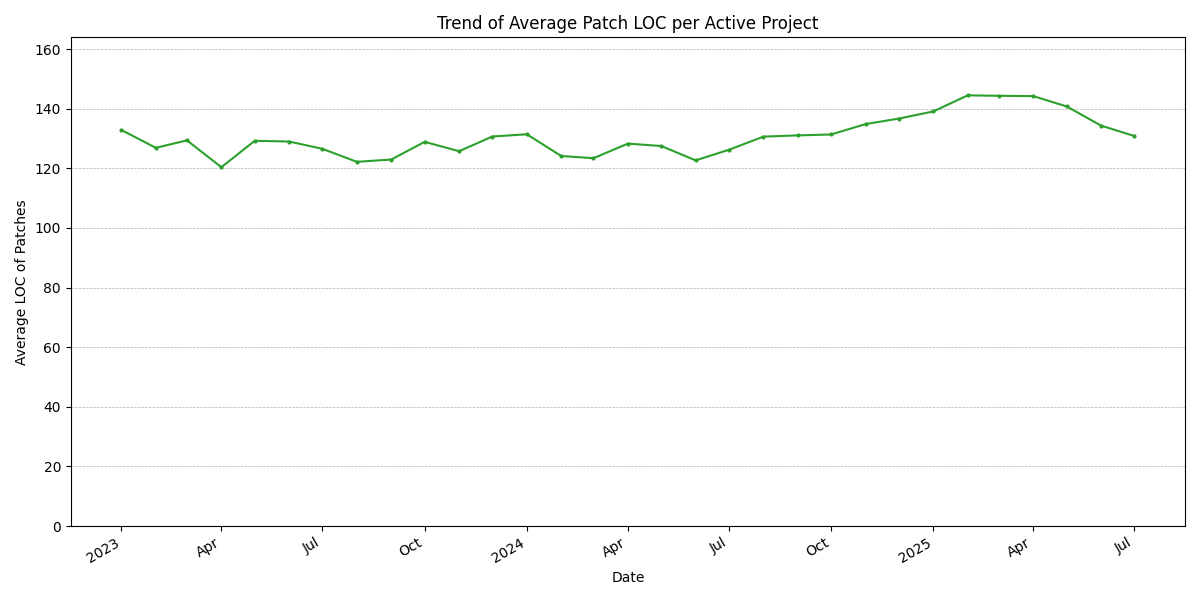 Trend of Average Patch LOC per Active Project
160
140
120
100
80
60
40
20
0
Average LOC of Patches
2023
Apr
Jul
Oct
2024
Apr
Jul
Oct
2025
Apr
Jul
Date